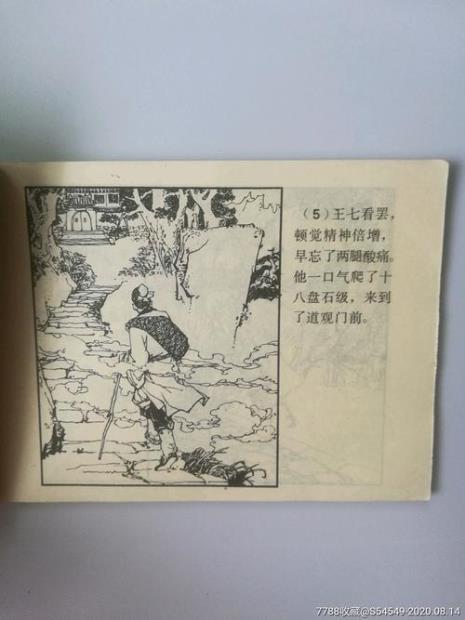 （5）王七看罢，
顿觉精神倍增，
早忘了两腿酸痛。
他一口气爬了十
八盘石级，来到
了道观门前。
7788收藏@S54549-2020.08.14